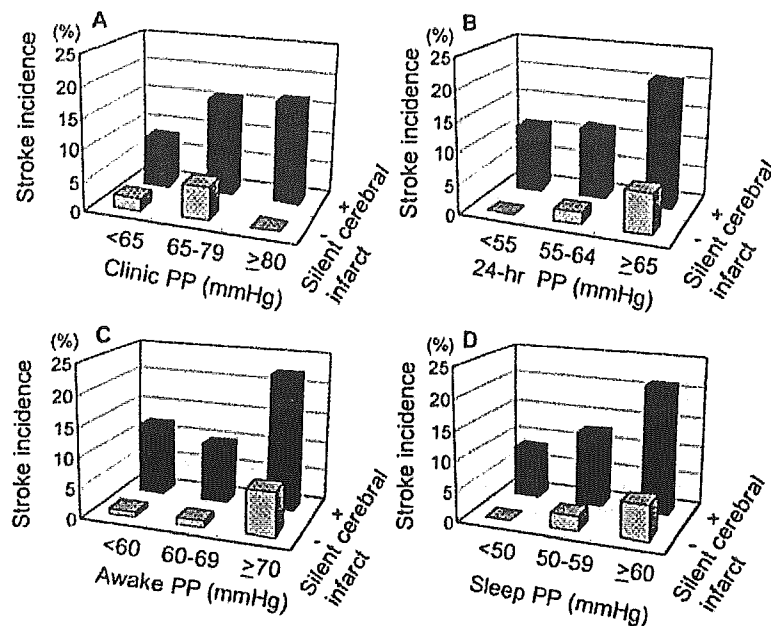 A
(%)
25
20
15
10
5
0
Stroke incidence
<65 65-79 ≥80
Clinic PP (mmHg)
- +
Silent cerebral
infarct
B
(%)
25
20
15
10
5
0
Stroke incidence
<55 55-64 ≥65
24-hr PP (mmHg)
- +
Silent cerebral
infarct
C
(%)
25
20
15
10
5
0
Stroke incidence
<60 60-69 ≥70
Awake PP (mmHg)
- +
Silent cerebral
infarct
D
(%)
25
20
15
10
5
0
Stroke incidence
<50 50-59 ≥60
Sleep PP (mmHg)
- +
Silent cerebral
infarct